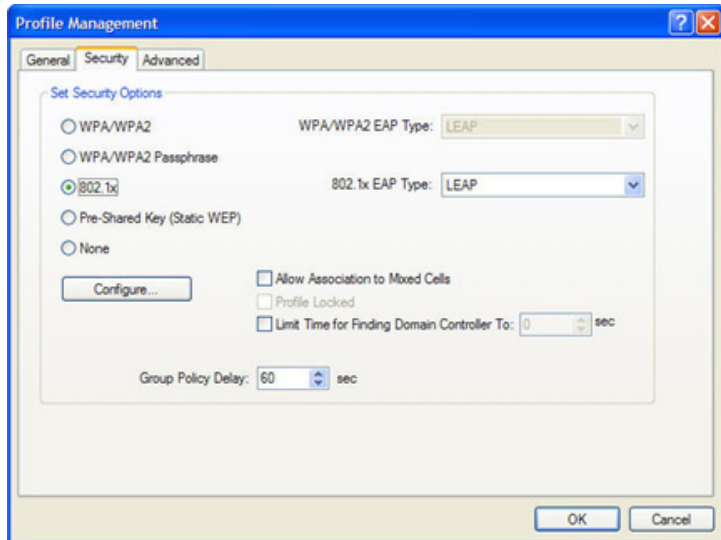 Profile Management
General Security Advanced
Set Security Options
WPA/WPA2 WPA/WPA2 EAP Type: LEAP
WPA/WPA2 Passphrase
802.1x 802.1x EAP Type: LEAP
Pre-Shared Key (Static WEP)
None
Configure... Allow Association to Mixed Cells
Profile Locked
Limit Time for Finding Domain Controller To: 0 sec
Group Policy Delay: 60 sec
OK Cancel